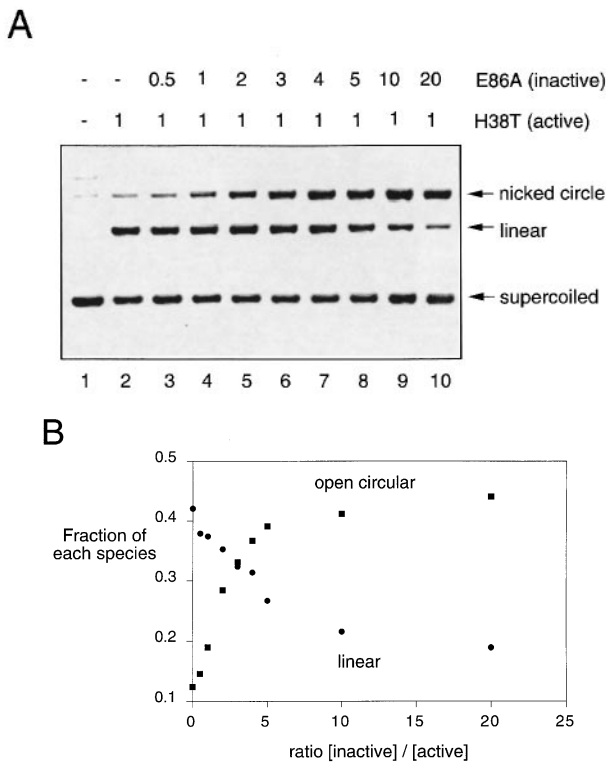 A
- - 0.5 1 2 3 4 5 10 20 E86A (inactive)
- 1 1 1 1 1 1 1 1 1 H38T (active)
nicked circle
linear
supercoiled
1 2 3 4 5 6 7 8 9 10
B
0.5
open circular
0.4
Fraction of
each species
0.3
0.2
linear
0.1
0 5 10 15 20 25
ratio [inactive] / [active]